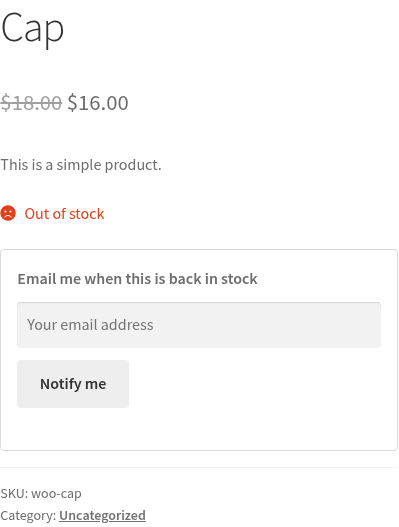 Cap
$18.00 $16.00
This is a simple product.
Out of stock
Email me when this is back in stock
Your email address
Notify me
SKU: woo-cap
Category: Uncategorized